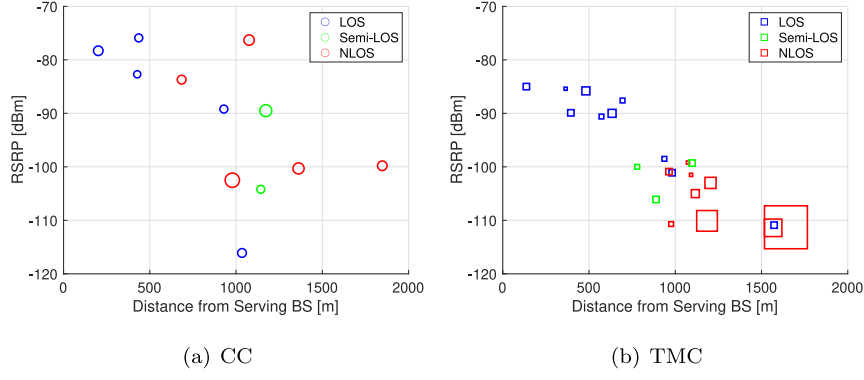 -70
-80
-90
-100
-110
-120
RSRP [dBm]
0
500
1000
1500
2000
Distance from Serving BS [m]
LOS
Semi-LOS
NLOS
(a) CC
-70
-80
-90
-100
-110
-120
RSRP [dBm]
0
500
1000
1500
2000
Distance from Serving BS [m]
LOS
Semi-LOS
NLOS
(b) TMC